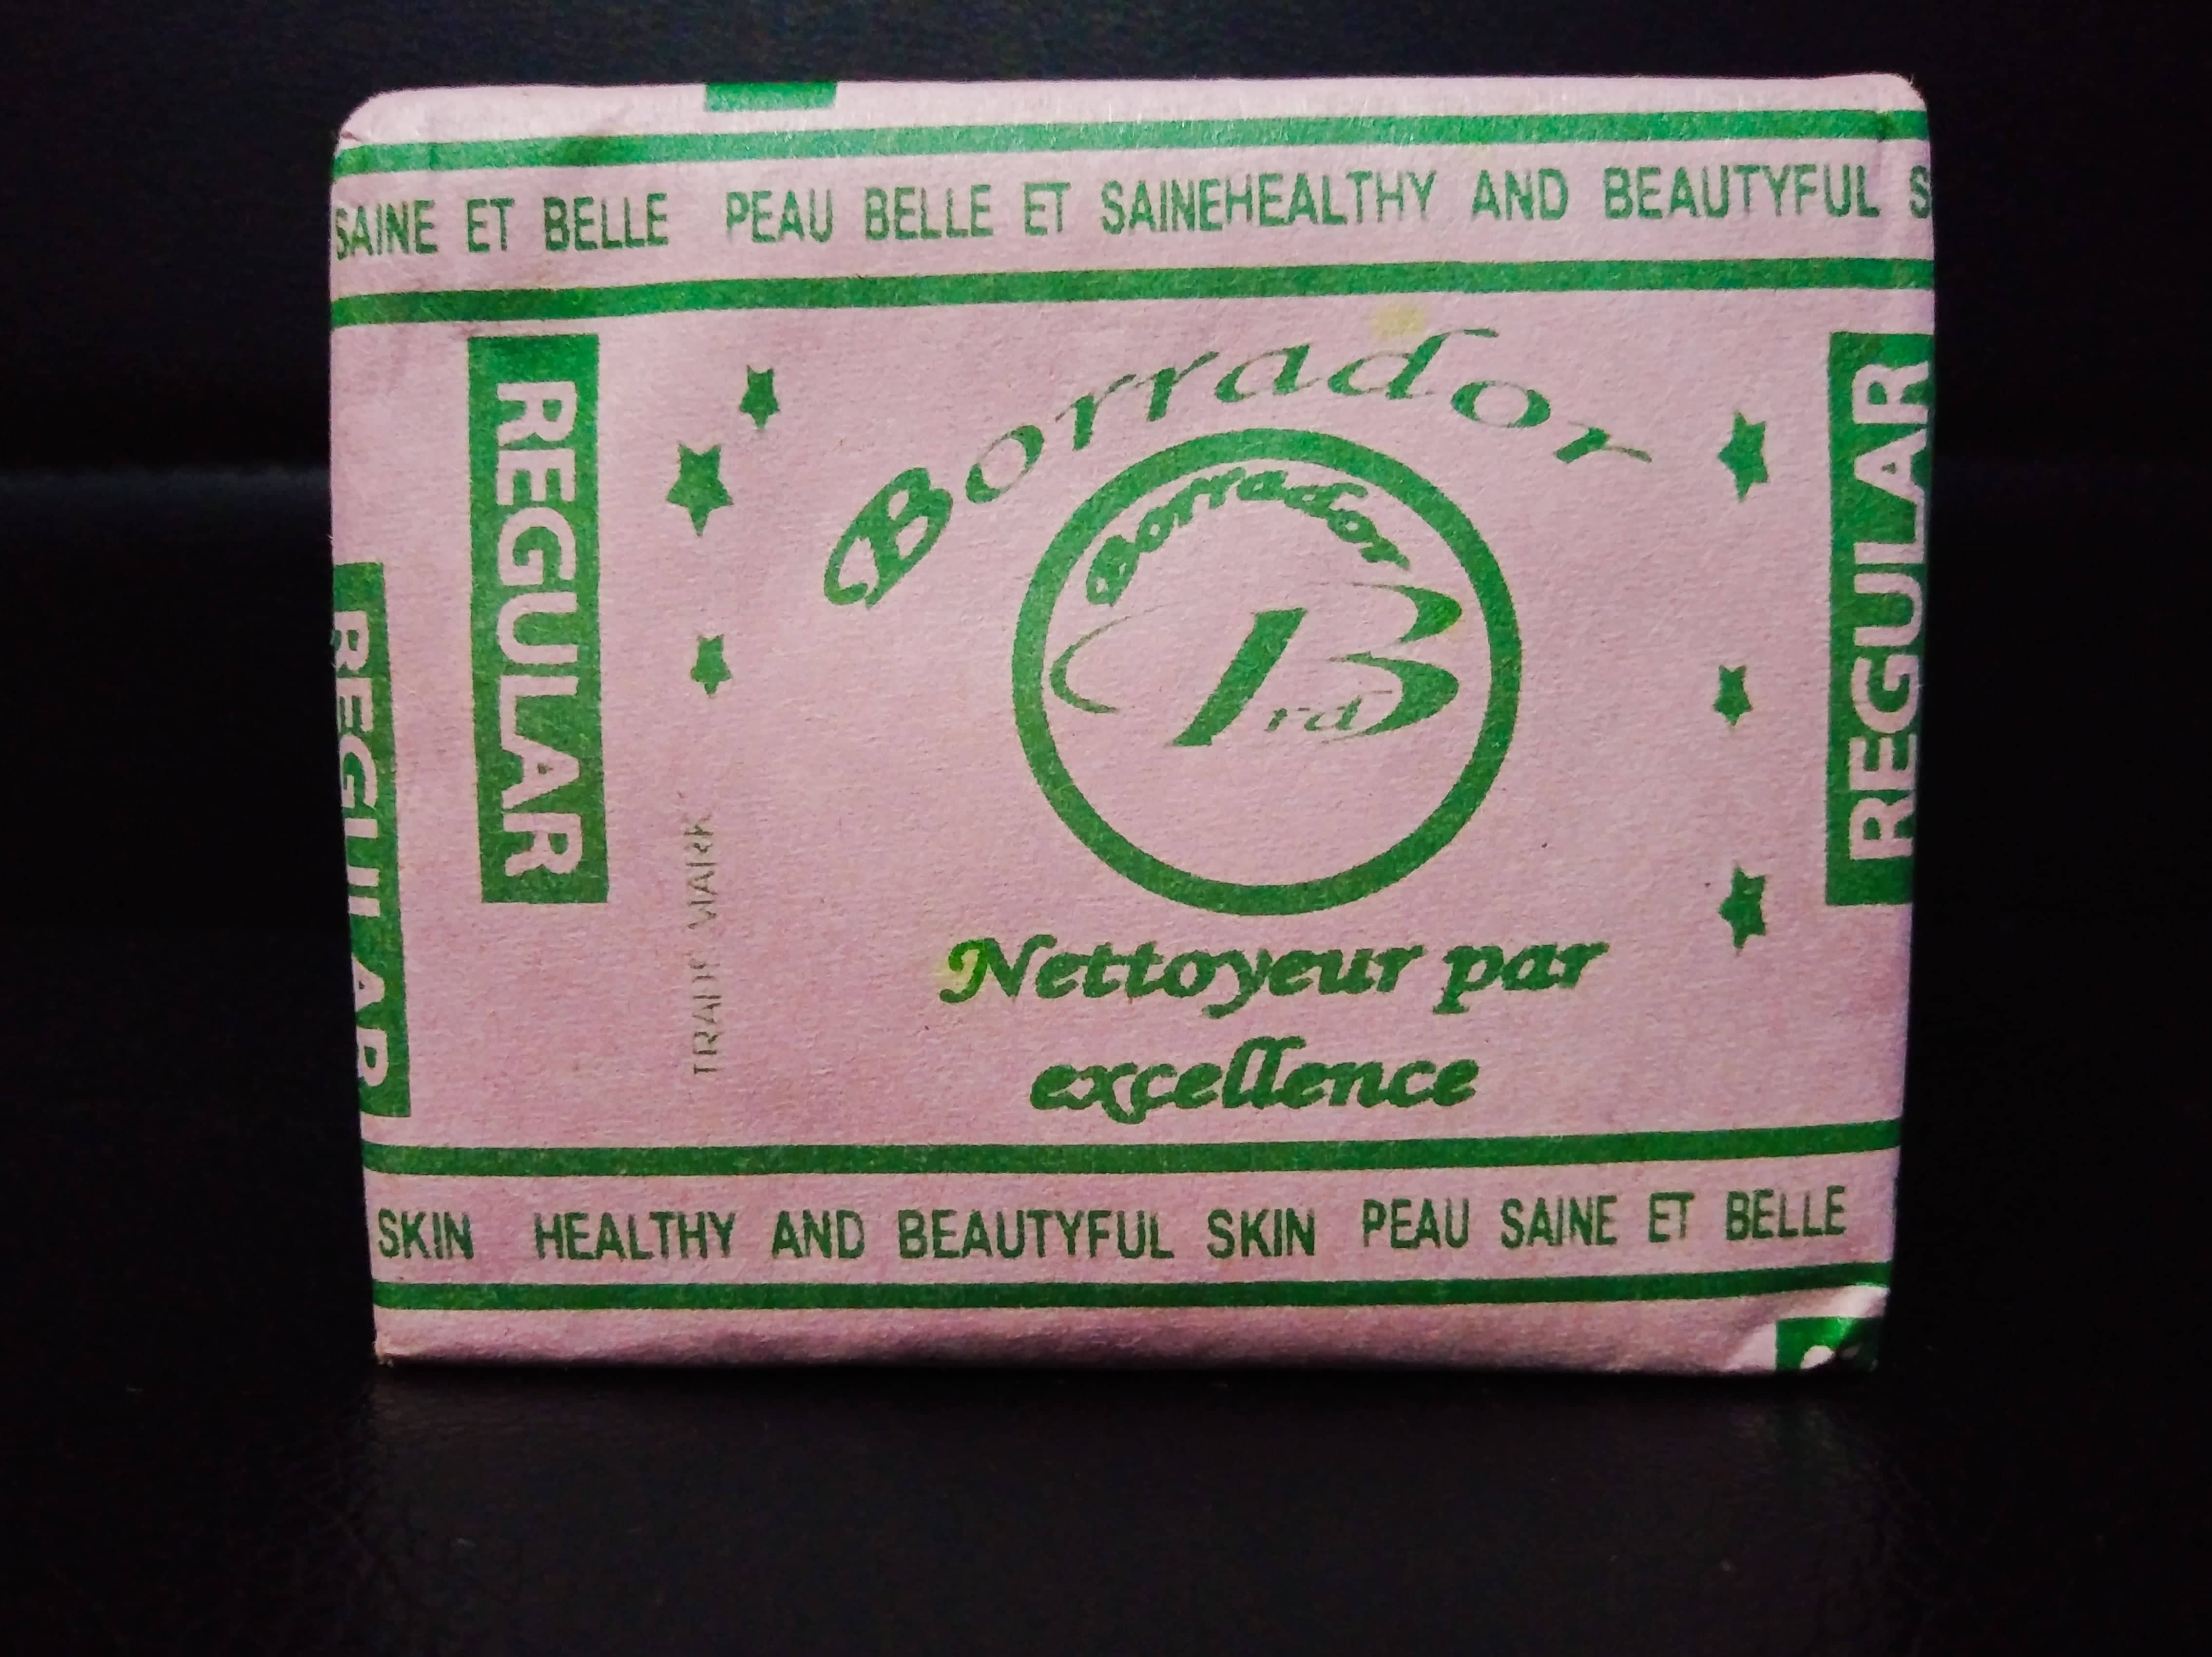 SAINE ET BELLE PEAU BELLE ET SAINEHEALTHY AND BEAUTYFUL S
REGULAR
REGULAR
Borrador
Borrador
Brd
REGULAR
TRADE MARK
Nettoyeur par
excellence
SKIN HEALTHY AND BEAUTYFUL SKIN PEAU SAINE ET BELLE